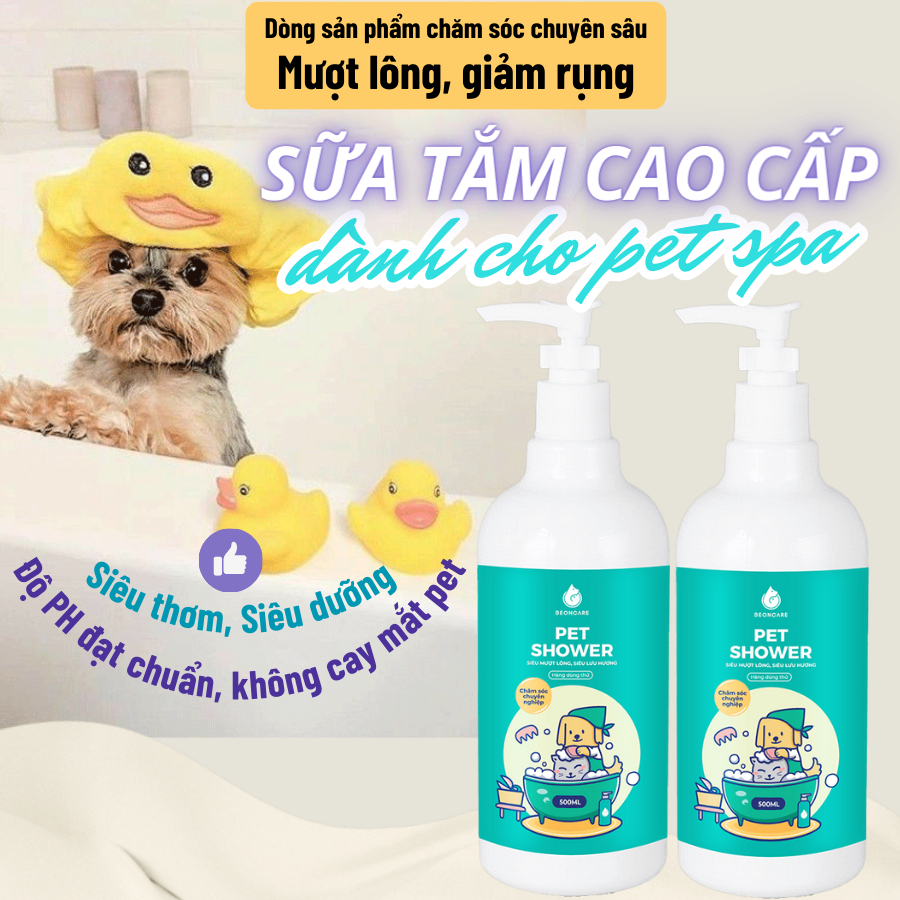 Dòng sản phẩm chăm sóc chuyên sâu
Mượt lông, giảm rụng
SỮA TẮM CAO CẤP
dành cho pet spa
Siêu thơm, Siêu dưỡng
Độ PH đạt chuẩn, không cay mắt pet
BEONCARE
PET
SHOWER
SIÊU MƯỢT LÔNG, SIÊU LƯU HƯƠNG
Hàng dùng thử
Chăm sóc
chuyên
nghiệp
500ML
BEONCARE
PET
SHOWER
SIÊU MƯỢT LÔNG, SIÊU LƯU HƯƠNG
Hàng dùng thử
Chăm sóc
chuyên
nghiệp
500ML